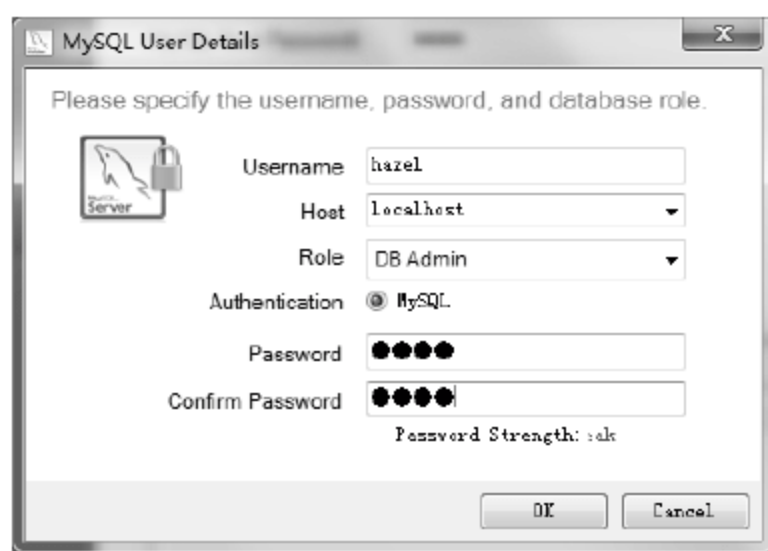 MySQL User Details
Please specify the username, password, and database role.
Server
Username hazel
Host localhost
Role DB Admin
Authentication MySQL
Password ●●●●
Confirm Password ●●●●
Password Strength:
OK Cancel